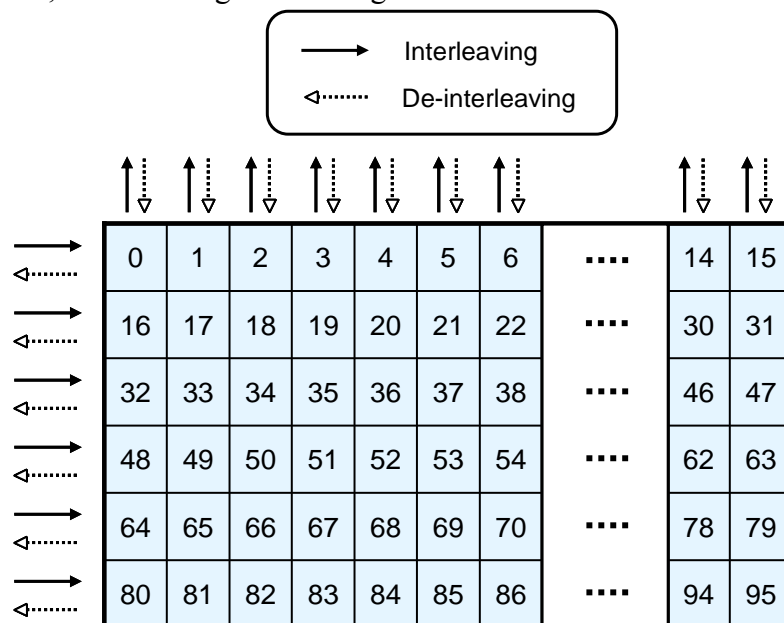 Interleaving
De-interleaving
0 1 2 3 4 5 6 .... 14 15
16 17 18 19 20 21 22 .... 30 31
32 33 34 35 36 37 38 .... 46 47
48 49 50 51 52 53 54 .... 62 63
64 65 66 67 68 69 70 .... 78 79
80 81 82 83 84 85 86 .... 94 95